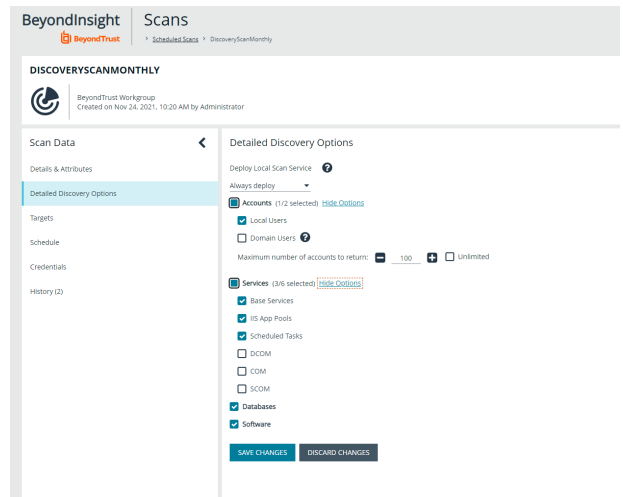 BeyondInsight
BeyondTrust
Scans
› Scheduled Scans › DiscoveryScanMonthly
DISCOVERYSCANMONTHLY
BeyondTrust Workgroup
Created on Nov 24, 2021, 10:20 AM by Administrator
Scan Data
Details & Attributes
Detailed Discovery Options
Targets
Schedule
Credentials
History (2)
Detailed Discovery Options
Deploy Local Scan Service ?
Always deploy
Accounts (1/2 selected) Hide Options
Local Users
Domain Users ?
Maximum number of accounts to return: 100 Unlimited
Services (3/6 selected) Hide Options
Base Services
IIS App Pools
Scheduled Tasks
DCOM
COM
SCOM
Databases
Software
SAVE CHANGES DISCARD CHANGES